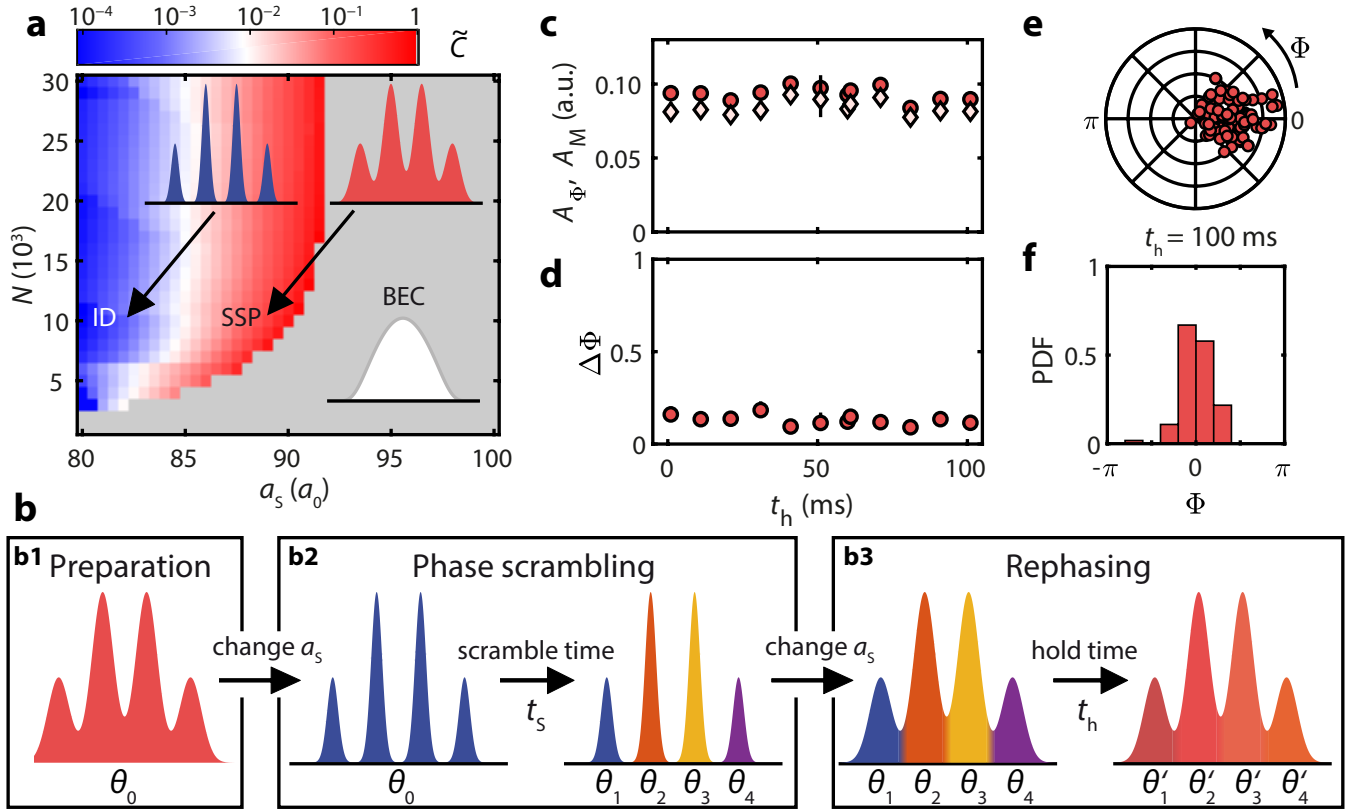 a
10⁻⁴ 10⁻³ 10⁻² 10⁻¹ 1
C̃
30
25
20
15
10
5
N (10³)
ID
SSP
BEC
80 85 90 95 100
aₛ (a₀)
c
0.10
0.05
0
A_Φ, A_M (a.u.)
d
1
0.5
0
ΔΦ
0 50 100
t_h (ms)
e
Φ
π
0
t_h = 100 ms
f
1
0.5
0
PDF
-π 0 π
Φ
b
b1 Preparation
θ₀
change aₛ
b2 Phase scrambling
θ₀
scramble time
tₛ
θ₁ θ₂ θ₃ θ₄
change aₛ
b3 Rephasing
θ₁ θ₂ θ₃ θ₄
hold time
t_h
θ′₁ θ′₂ θ′₃ θ′₄